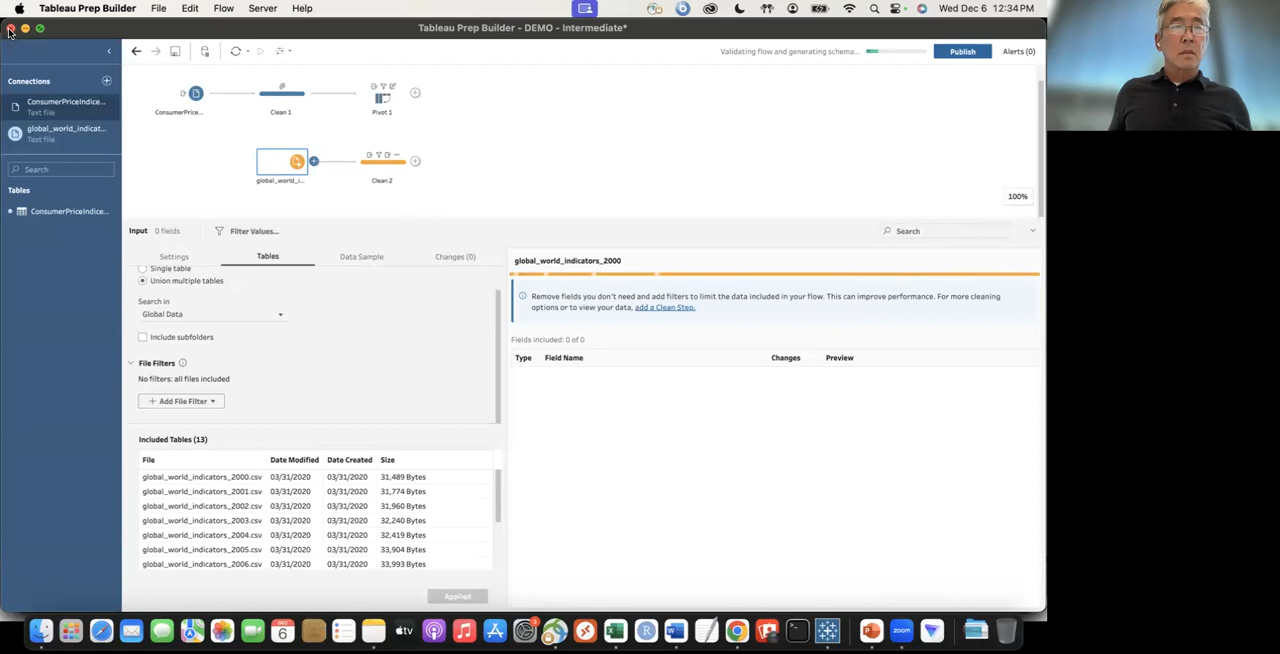 Tableau Prep Builder File Edit Flow Server Help Wed Dec 6 12:34 PM
Tableau Prep Builder - DEMO - Intermediate*
Validating flow and generating schema... Publish Alerts (0)
Connections
ConsumerPriceIndice...
Text file
global_world_indicat...
Text file
Search
Tables
ConsumerPriceIndice...
ConsumerPrice... Clean 1 Pivot 1
global_world_i... Clean 2
100%
Input 0 fields Filter Values... Search
Settings Tables Data Sample Changes (0)
Single table
Union multiple tables
Search in
Global Data
Include subfolders
File Filters
No filters: all files included
+ Add File Filter
Included Tables (13)
File Date Modified Date Created Size
global_world_indicators_2000.csv 03/31/2020 03/31/2020 31,489 Bytes
global_world_indicators_2001.csv 03/31/2020 03/31/2020 31,774 Bytes
global_world_indicators_2002.csv 03/31/2020 03/31/2020 31,960 Bytes
global_world_indicators_2003.csv 03/31/2020 03/31/2020 32,240 Bytes
global_world_indicators_2004.csv 03/31/2020 03/31/2020 32,419 Bytes
global_world_indicators_2005.csv 03/31/2020 03/31/2020 33,904 Bytes
global_world_indicators_2006.csv 03/31/2020 03/31/2020 33,993 Bytes
Applied
global_world_indicators_2000
Remove fields you don't need and add filters to limit the data included in your flow. This can improve performance. For more cleaning
options or to view your data, add a Clean Step.
Fields included: 0 of 0
Type Field Name Changes Preview
DEC
6
tv
3
R
zoom